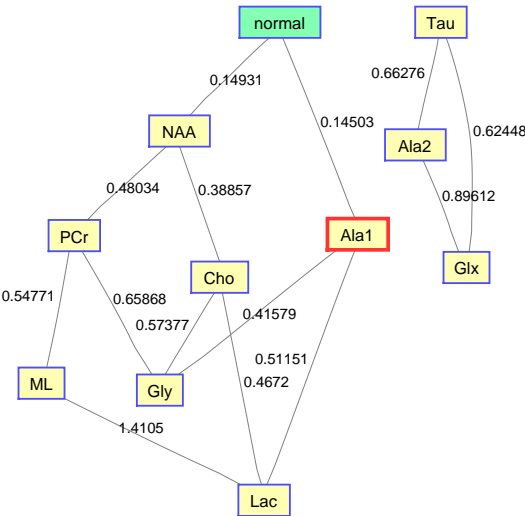 normal
Tau
0.14931
0.66276
0.14503
0.62448
NAA
Ala2
0.48034
0.38857
0.89612
PCr
Ala1
Cho
Glx
0.54771
0.65868
0.57377
0.41579
0.51151
0.4672
ML
Gly
1.4105
Lac